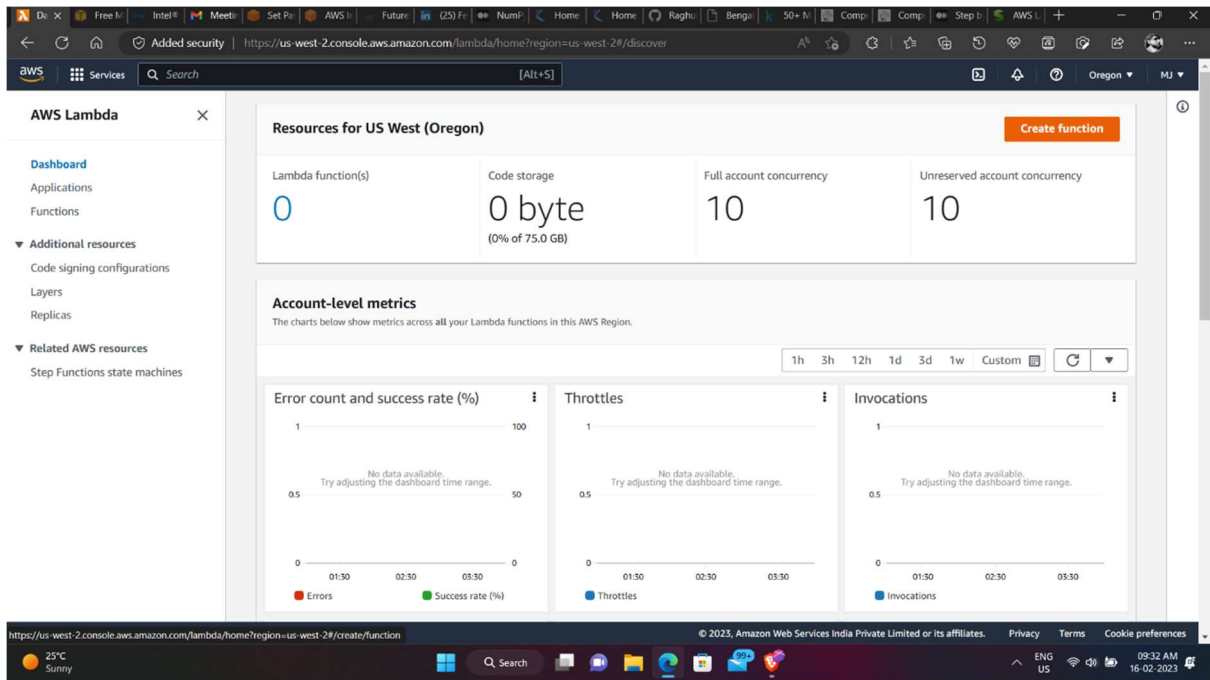 Da Free M Intel® Meetin Set Pa AWS I Future (25) Fe NumP Home Home Raghu Benga 50+ M Comp Comp Step b AWS L
Added security https://us-west-2.console.aws.amazon.com/lambda/home?region=us-west-2#/discover
aws Services Search [Alt+S] Oregon MJ
AWS Lambda
Dashboard
Applications
Functions
Additional resources
Code signing configurations
Layers
Replicas
Related AWS resources
Step Functions state machines
Resources for US West (Oregon) Create function
Lambda function(s) Code storage Full account concurrency Unreserved account concurrency
0 0 byte 10 10
(0% of 75.0 GB)
Account-level metrics
The charts below show metrics across all your Lambda functions in this AWS Region.
1h 3h 12h 1d 3d 1w Custom
Error count and success rate (%)
1 100
No data available.
Try adjusting the dashboard time range.
0.5 50
0 0
01:30 02:30 03:30
Errors Success rate (%)
Throttles
1
No data available.
Try adjusting the dashboard time range.
0.5
0
01:30 02:30 03:30
Throttles
Invocations
1
No data available.
Try adjusting the dashboard time range.
0.5
0
01:30 02:30 03:30
Invocations
https://us-west-2.console.aws.amazon.com/lambda/home?region=us-west-2#/create/function
© 2023, Amazon Web Services India Private Limited or its affiliates. Privacy Terms Cookie preferences
25°C
Sunny
Search
99+
ENG
US
09:32 AM
16-02-2023